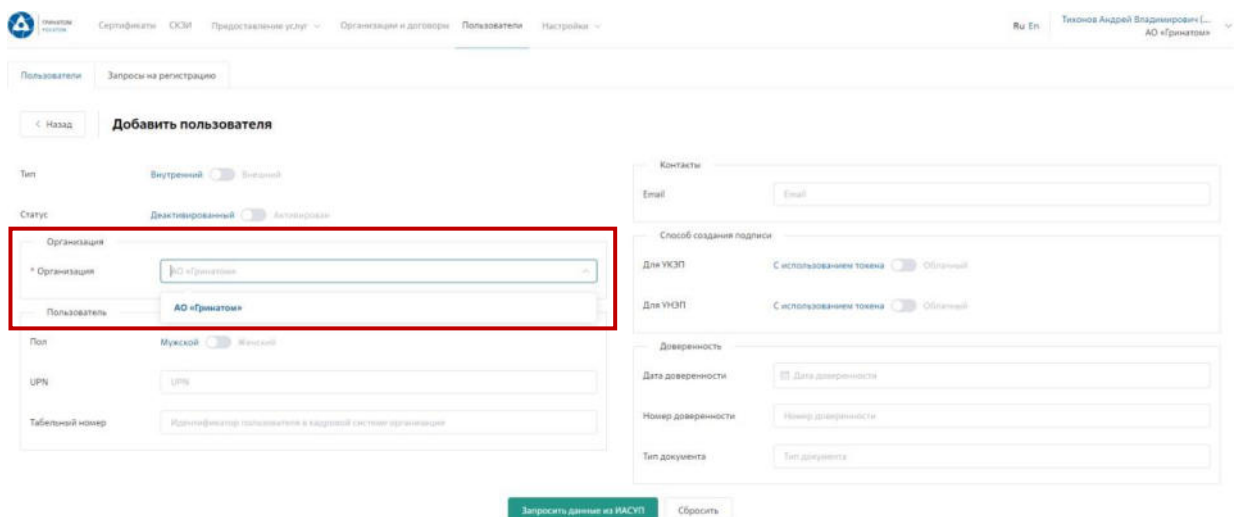 ГРИНАТОМ
РОСАТОМ
Сертификаты СКЗИ Предоставление услуг Организации и договоры Пользователи Настройки
Ru En
Тихонов Андрей Владимирович (...
АО «Гринатом»
Пользователи Запросы на регистрацию
< Назад Добавить пользователя
Тип Внутренний Внешний
Статус Деактивированный Активирован
Организация
* Организация АО «Гринатом»
АО «Гринатом»
Пользователь
Пол Мужской Женский
UPN UPN
Табельный номер Идентификатор пользователя в кадровой системе организации
Контакты
Email Email
Способ создания подписи
Для УКЭП С использованием токена Облачный
Для УНЭП С использованием токена Облачный
Доверенность
Дата доверенности Дата доверенности
Номер доверенности Номер доверенности
Тип документа Тип документа
Запросить данные из ИАСУП Сбросить